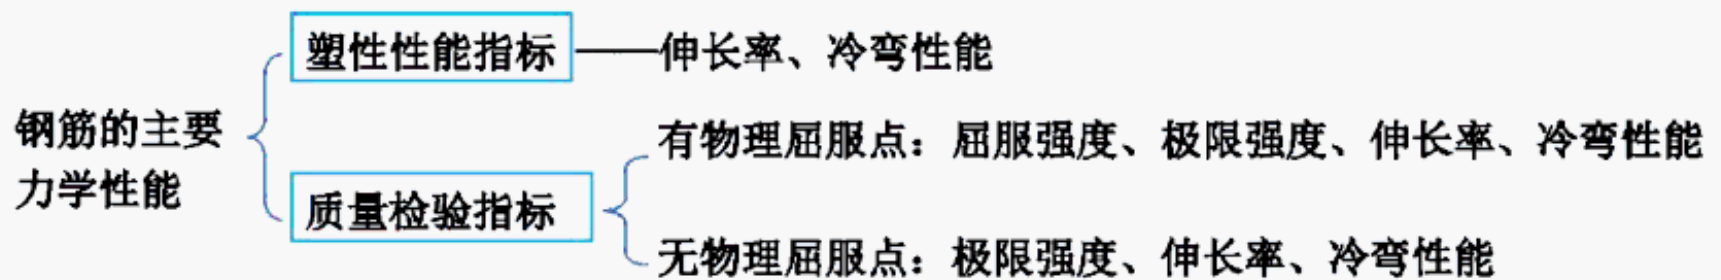 塑性性能指标
伸长率、冷弯性能
钢筋的主要
力学性能
有物理屈服点：屈服强度、极限强度、伸长率、冷弯性能
质量检验指标
无物理屈服点：极限强度、伸长率、冷弯性能